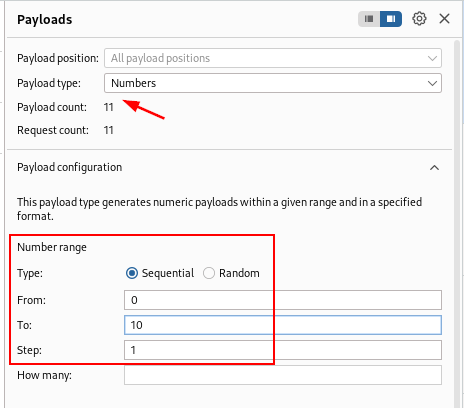 Payloads
Payload position: All payload positions
Payload type: Numbers
Payload count: 11
Request count: 11
Payload configuration
This payload type generates numeric payloads within a given range and in a specified
format.
Number range
Type: Sequential Random
From: 0
To: 10
Step: 1
How many: